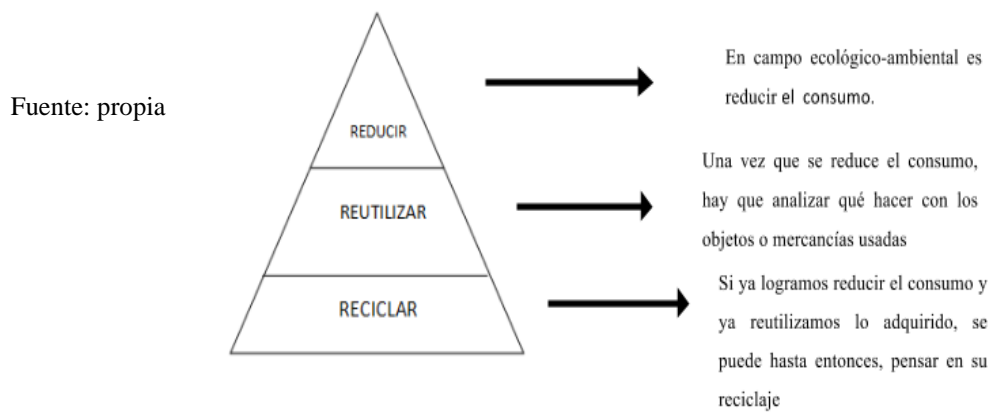 Fuente: propia
REDUCIR
En campo ecológico-ambiental es
reducir el consumo.
REUTILIZAR
Una vez que se reduce el consumo,
hay que analizar qué hacer con los
objetos o mercancías usadas
RECICLAR
Si ya logramos reducir el consumo y
ya reutilizamos lo adquirido, se
puede hasta entonces, pensar en su
reciclaje